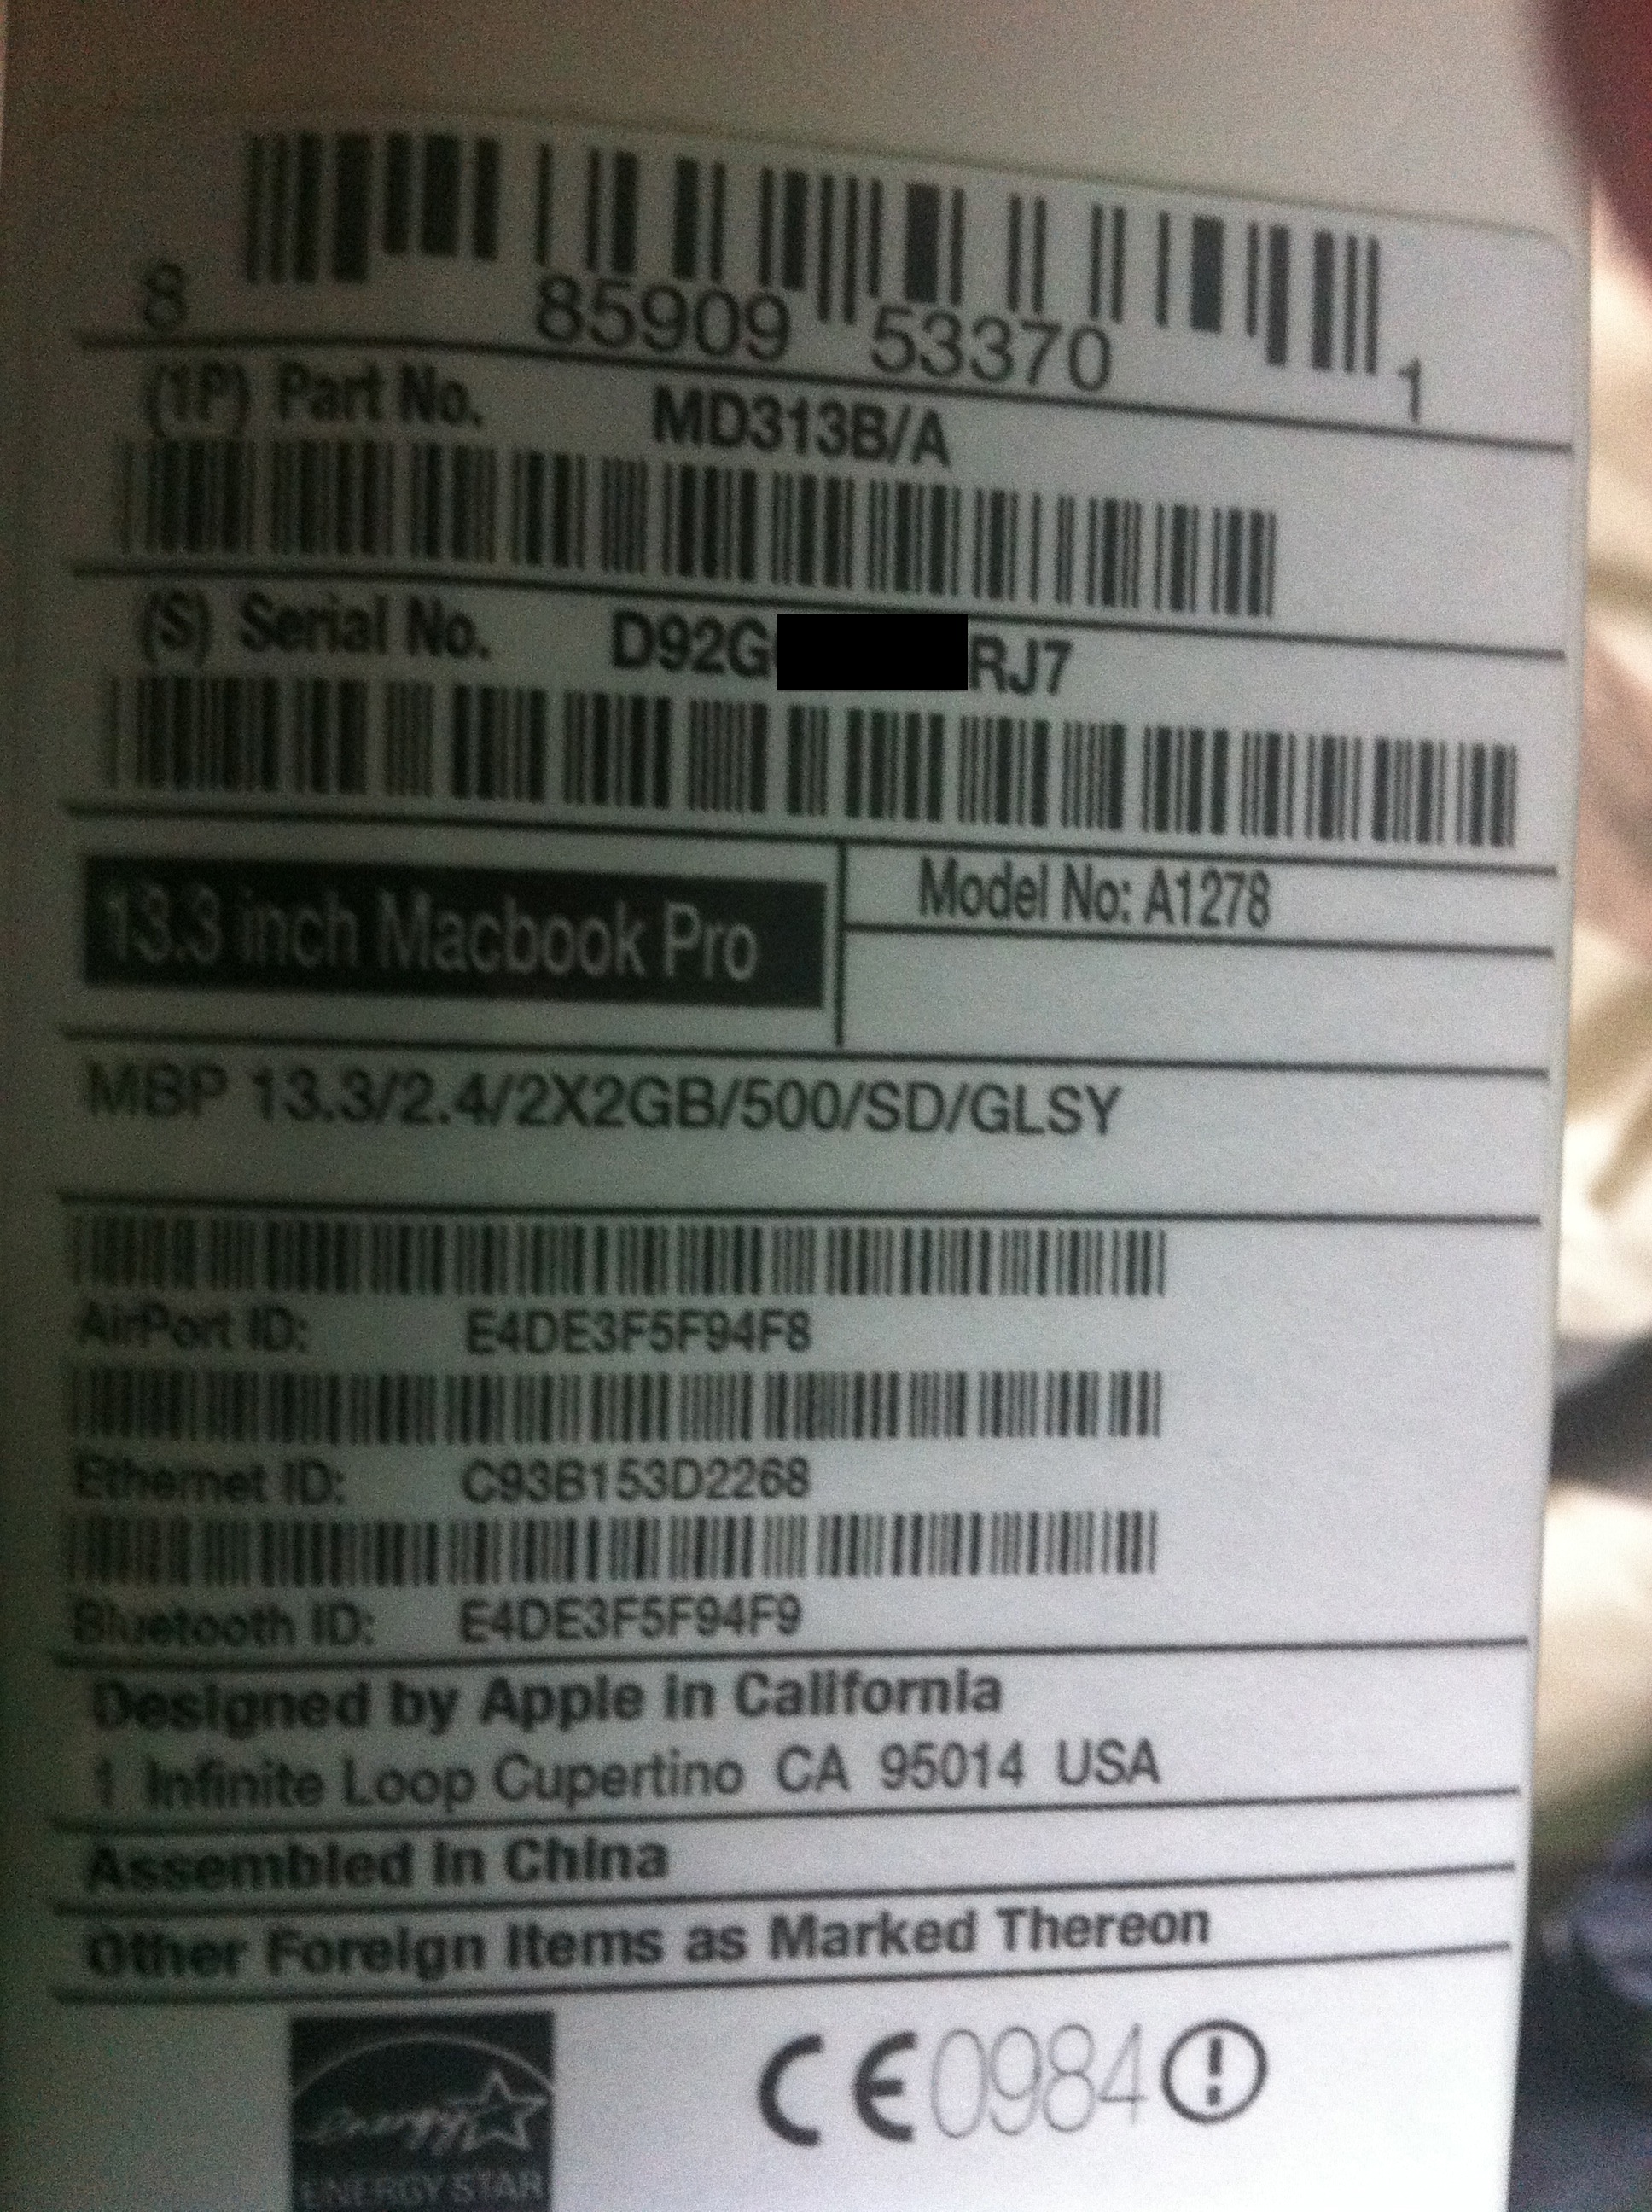 8 85909 53370 1
(1P) Part No. MD313B/A
(S) Serial No. D92G RJ7
13.3 inch Macbook Pro
Model No: A1278
MBP 13.3/2.4/2X2GB/500/SD/GLSY
AirPort ID: E4DE3F5F94F8
Ethernet ID: C93B153D2268
Bluetooth ID: E4DE3F5F94F9
Designed by Apple in California
1 Infinite Loop Cupertino CA 95014 USA
Assembled in China
Other Foreign Items as Marked Thereon
energy
ENERGY STAR
CE0984